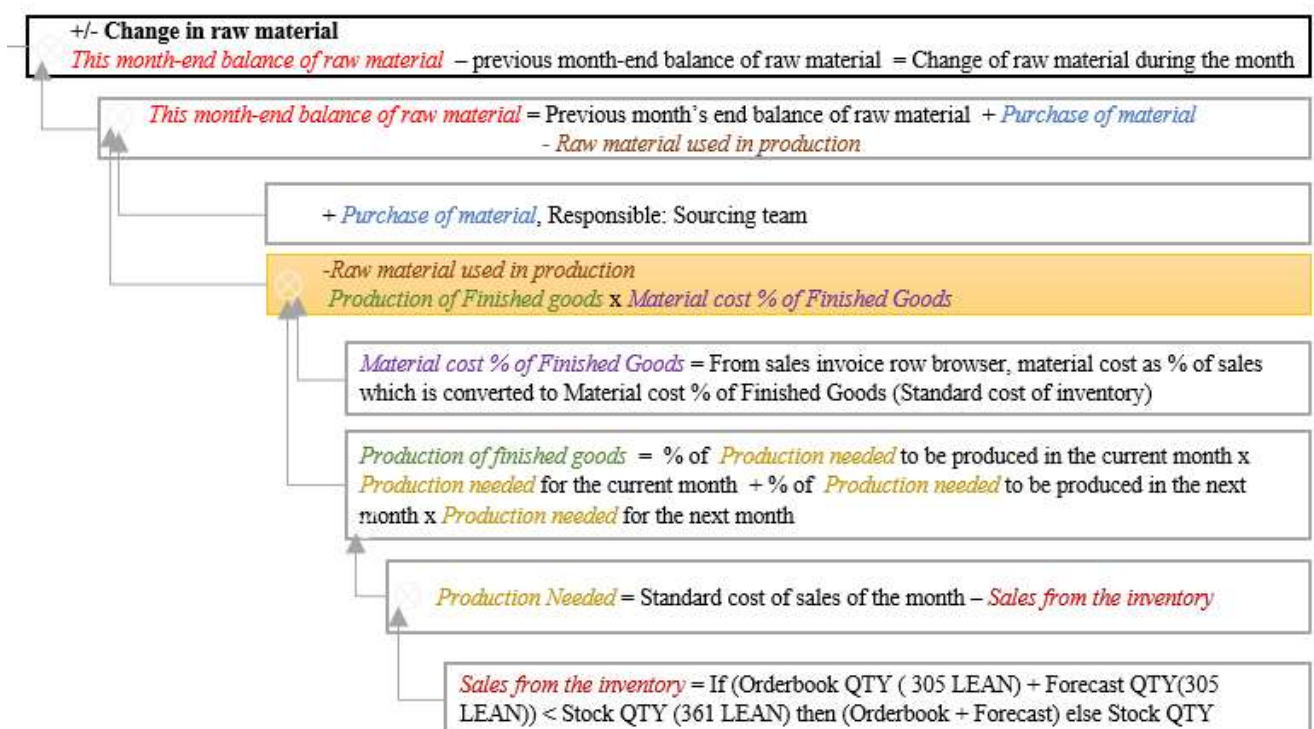 +/- Change in raw material
This month-end balance of raw material – previous month-end balance of raw material = Change of raw material during the month
This month-end balance of raw material = Previous month’s end balance of raw material + Purchase of material
- Raw material used in production
+ Purchase of material, Responsible: Sourcing team
-Raw material used in production
Production of Finished goods x Material cost % of Finished Goods
Material cost % of Finished Goods = From sales invoice row browser, material cost as % of sales
which is converted to Material cost % of Finished Goods (Standard cost of inventory)
Production of finished goods = % of Production needed to be produced in the current month x
Production needed for the current month + % of Production needed to be produced in the next
month x Production needed for the next month
Production Needed = Standard cost of sales of the month – Sales from the inventory
Sales from the inventory = If (Orderbook QTY ( 305 LEAN) + Forecast QTY(305
LEAN)) < Stock QTY (361 LEAN) then (Orderbook + Forecast) else Stock QTY